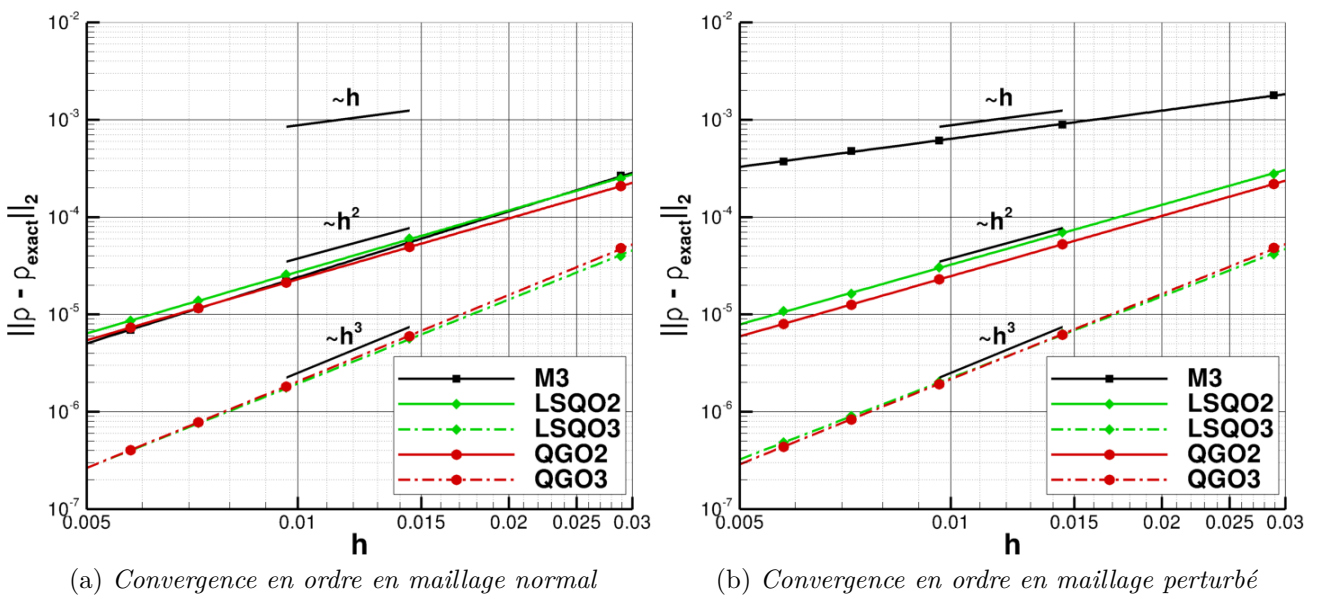 10⁻²
10⁻³
10⁻⁴
10⁻⁵
10⁻⁶
10⁻⁷
||ρ - ρexact||₂
~h
~h²
~h³
M3
LSQO2
LSQO3
QGO2
QGO3
0.005 0.01 0.015 0.02 0.025 0.03
h
(a) Convergence en ordre en maillage normal
10⁻²
10⁻³
10⁻⁴
10⁻⁵
10⁻⁶
10⁻⁷
||ρ - ρexact||₂
~h
~h²
~h³
M3
LSQO2
LSQO3
QGO2
QGO3
0.005 0.01 0.015 0.02 0.025 0.03
h
(b) Convergence en ordre en maillage perturbé